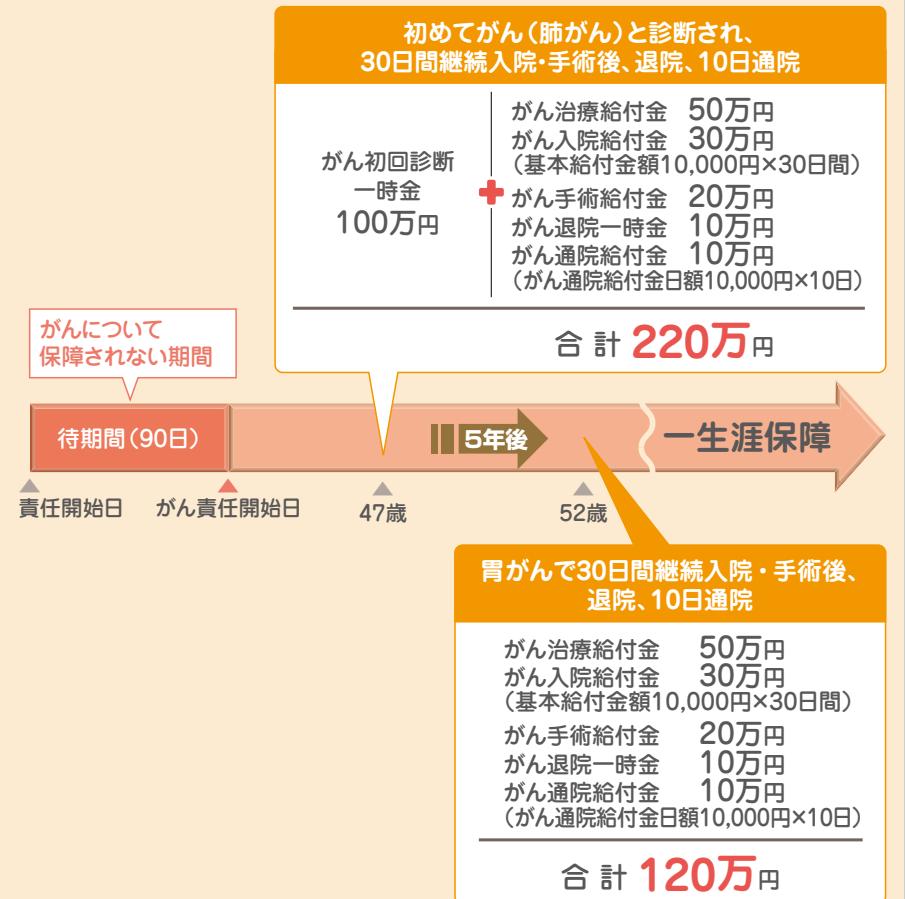 初めてがん(肺がん)と診断され、
30日間継続入院・手術後、退院、10日通院
がん初回診断
一時金
100万円
がん治療給付金 50万円
がん入院給付金 30万円
(基本給付金額10,000円×30日間)
がん手術給付金 20万円
がん退院一時金 10万円
がん通院給付金 10万円
(がん通院給付金日額10,000円×10日)
合計 220万円
がんについて
保障されない期間
待期間(90日)
5年後
一生涯保障
責任開始日
がん責任開始日
47歳
52歳
胃がんで30日間継続入院・手術後、
退院、10日通院
がん治療給付金 50万円
がん入院給付金 30万円
(基本給付金額10,000円×30日間)
がん手術給付金 20万円
がん退院一時金 10万円
がん通院給付金 10万円
(がん通院給付金日額10,000円×10日)
合計 120万円